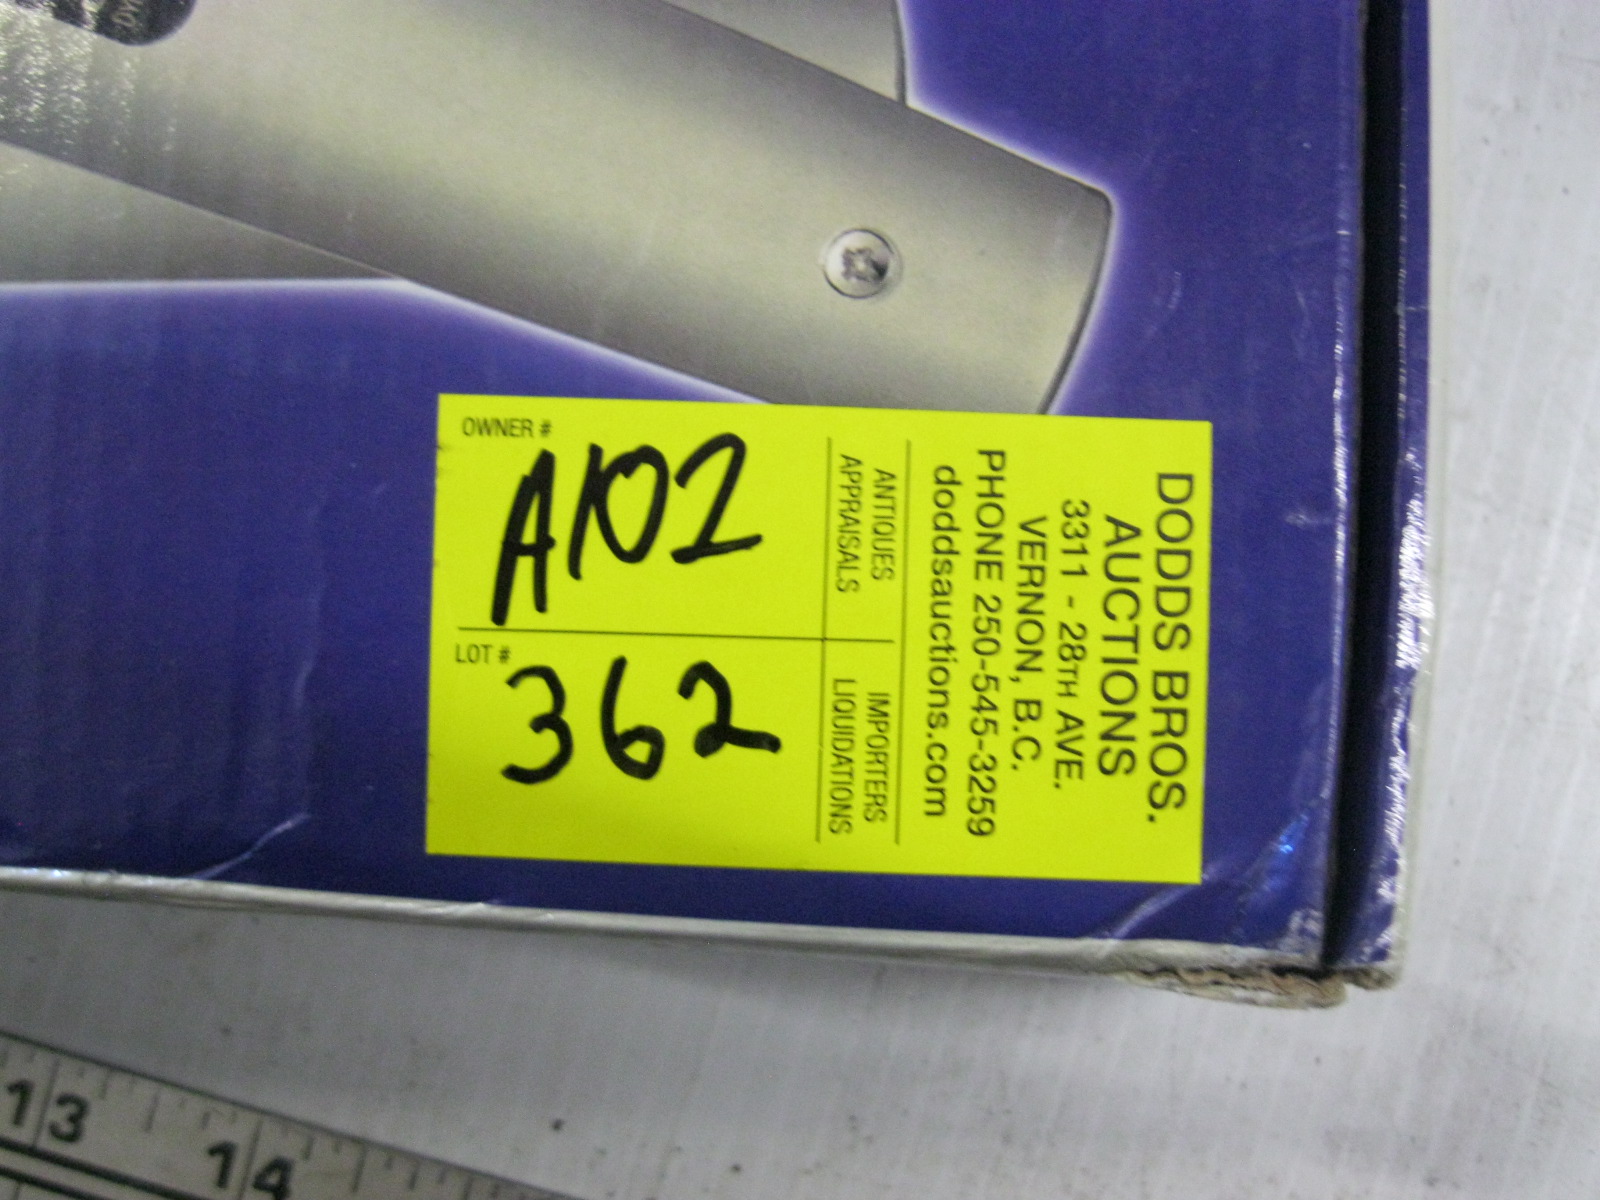 DODDS BROS.
AUCTIONS
3311 - 28TH AVE.
VERNON, B.C.
PHONE 250-545-3259
doddsauctions.com
ANTIQUES
APPRAISALS
IMPORTERS
LIQUIDATIONS
OWNER #
A102
LOT #
362
13
14